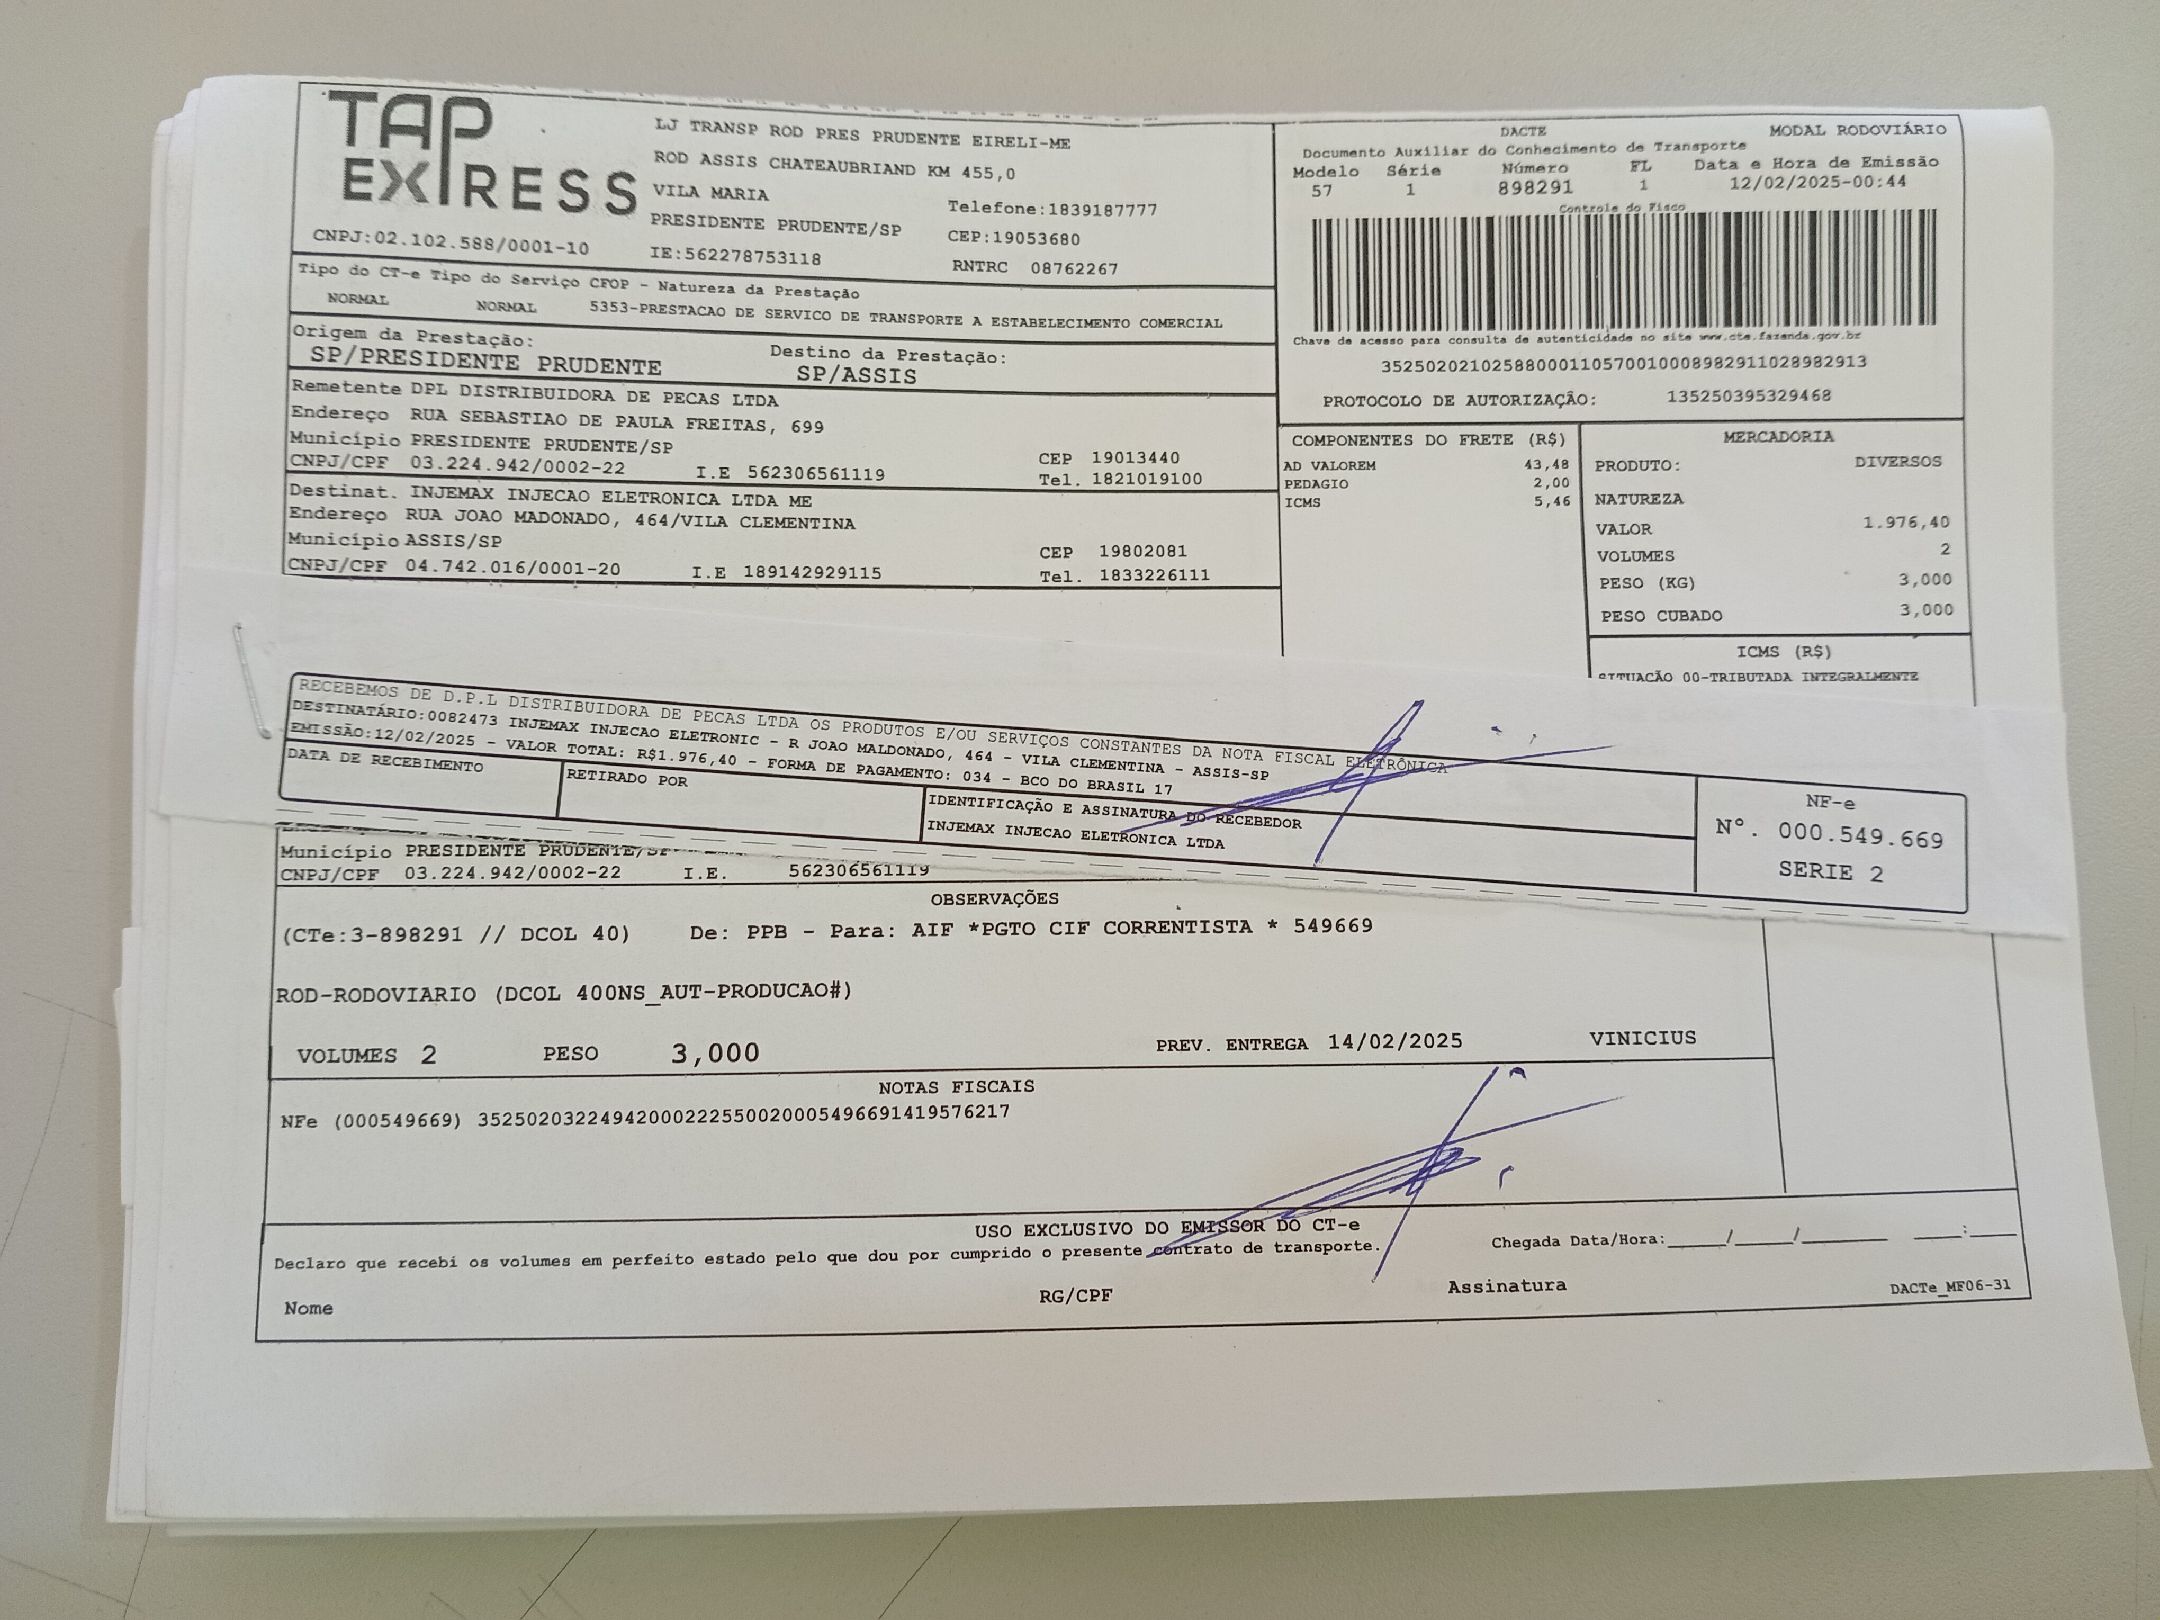 TAP EXPRESS
LJ TRANSP ROD PRES PRUDENTE EIRELI-ME
ROD ASSIS CHATEAUBRIAND KM 455,0
VILA MARIA
Telefone:1839187777
PRESIDENTE PRUDENTE/SP
CEP:19053680
CNPJ:02.102.588/0001-10
IE:562278753118
RNTRC 08762267
DACTE
MODAL RODOVIÁRIO
Documento Auxiliar do Conhecimento de Transporte
Modelo Série Número FL Data e Hora de Emissão
57 1 898291 1 12/02/2025-00:44
Controle do Fisco
Chave de acesso para consulta de autenticidade no site www.cte.fazenda.gov.br
35250202102588000110570010008982911028982913
PROTOCOLO DE AUTORIZAÇÃO: 135250395329468
Tipo do CT-e Tipo do Serviço CFOP - Natureza da Prestação
NORMAL NORMAL 5353-PRESTACAO DE SERVICO DE TRANSPORTE A ESTABELECIMENTO COMERCIAL
Origem da Prestação:
SP/PRESIDENTE PRUDENTE
Destino da Prestação:
SP/ASSIS
Remetente DPL DISTRIBUIDORA DE PECAS LTDA
Endereço RUA SEBASTIAO DE PAULA FREITAS, 699
Município PRESIDENTE PRUDENTE/SP
CEP 19013440
CNPJ/CPF 03.224.942/0002-22 I.E 562306561119 Tel. 1821019100
Destinat. INJEMAX INJECAO ELETRONICA LTDA ME
Endereço RUA JOAO MADONADO, 464/VILA CLEMENTINA
Município ASSIS/SP
CEP 19802081
CNPJ/CPF 04.742.016/0001-20 I.E 189142929115 Tel. 1833226111
COMPONENTES DO FRETE (R$)
AD VALOREM 43,48
PEDAGIO 2,00
ICMS 5,46
MERCADORIA
PRODUTO: DIVERSOS
NATUREZA
VALOR 1.976,40
VOLUMES 2
PESO (KG) 3,000
PESO CUBADO 3,000
ICMS (R$)
SITUAÇÃO 00-TRIBUTADA INTEGRALMENTE
RECEBEMOS DE D.P.L DISTRIBUIDORA DE PECAS LTDA OS PRODUTOS E/OU SERVIÇOS CONSTANTES DA NOTA FISCAL ELETRÔNICA
DESTINATÁRIO:0082473 INJEMAX INJECAO ELETRONIC - R JOAO MALDONADO, 464 - VILA CLEMENTINA - ASSIS-SP
EMISSÃO:12/02/2025 - VALOR TOTAL: R$1.976,40 - FORMA DE PAGAMENTO: 034 - BCO DO BRASIL 17
DATA DE RECEBIMENTO
RETIRADO POR
IDENTIFICAÇÃO E ASSINATURA DO RECEBEDOR
INJEMAX INJECAO ELETRONICA LTDA
NF-e
Nº. 000.549.669
SERIE 2
Município PRESIDENTE PRUDENTE/SP
CNPJ/CPF 03.224.942/0002-22 I.E. 562306561119
OBSERVAÇÕES
(CTe:3-898291 // DCOL 40) De: PPB - Para: AIF *PGTO CIF CORRENTISTA * 549669
ROD-RODOVIARIO (DCOL 400NS_AUT-PRODUCAO#)
VOLUMES 2 PESO 3,000 PREV. ENTREGA 14/02/2025 VINICIUS
NOTAS FISCAIS
NFe (000549669) 35250203224942000222550020005496691419576217
USO EXCLUSIVO DO EMISSOR DO CT-e
Declaro que recebi os volumes em perfeito estado pelo que dou por cumprido o presente contrato de transporte.
Chegada Data/Hora:_____/_____/_______ ____:____
Nome
RG/CPF
Assinatura
DACTe_MF06-31